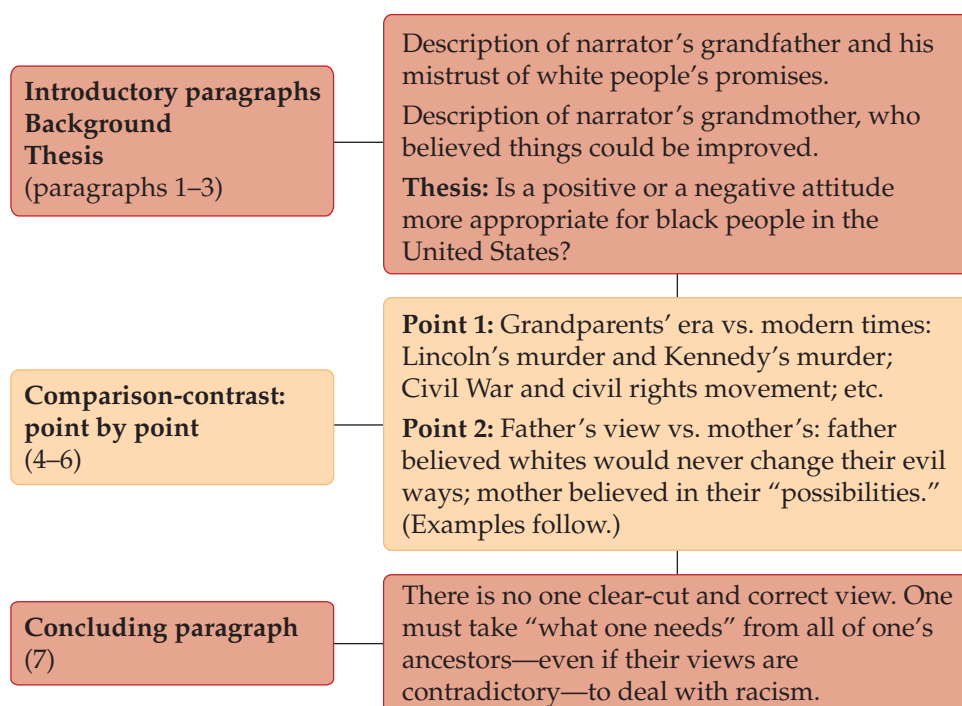 Introductory paragraphs
Background
Thesis
(paragraphs 1–3)
Description of narrator’s grandfather and his
mistrust of white people’s promises.
Description of narrator’s grandmother, who
believed things could be improved.
Thesis: Is a positive or a negative attitude
more appropriate for black people in the
United States?
Comparison-contrast:
point by point
(4–6)
Point 1: Grandparents’ era vs. modern times:
Lincoln’s murder and Kennedy’s murder;
Civil War and civil rights movement; etc.
Point 2: Father’s view vs. mother’s: father
believed whites would never change their evil
ways; mother believed in their “possibilities.”
(Examples follow.)
Concluding paragraph
(7)
There is no one clear-cut and correct view. One
must take “what one needs” from all of one’s
ancestors—even if their views are
contradictory—to deal with racism.